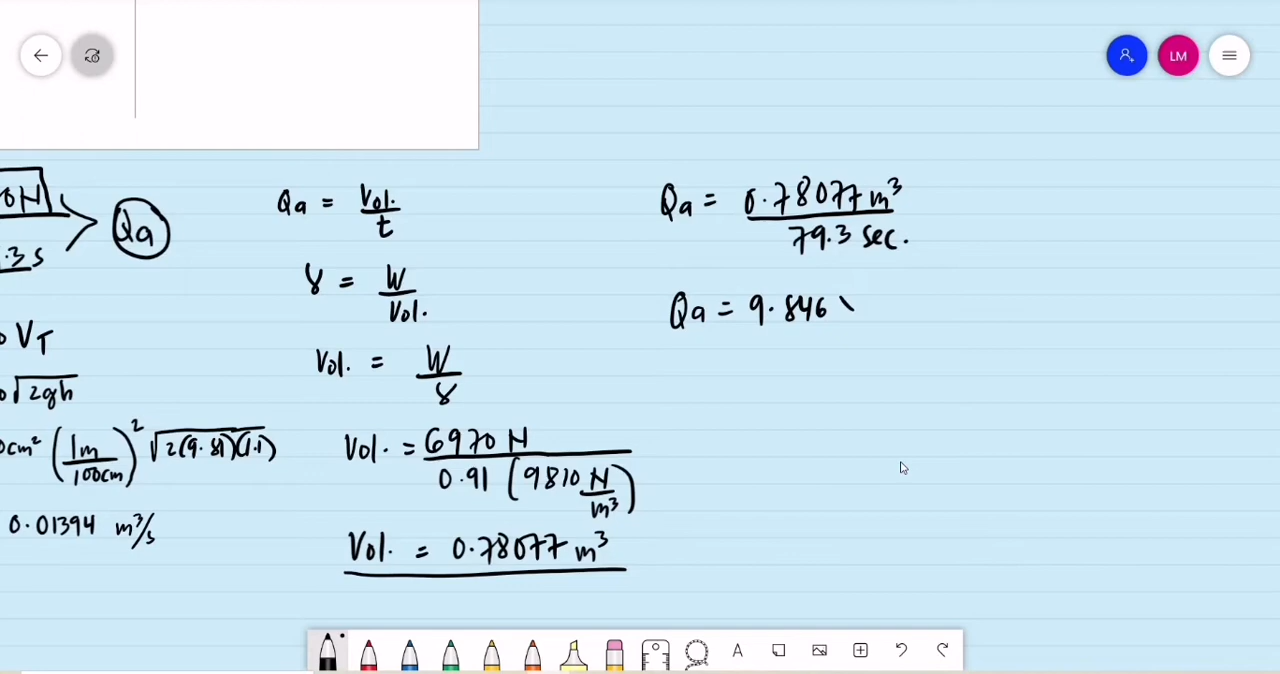 LM
0N
.3 s
Qa
VT
√2gh
0cm² (1m/100cm)² √2(9.81)(1.1)
0.01394 m³/s
Qa = Vol./t
γ = W/Vol.
Vol. = W/γ
Vol. = 6970 N / 0.91 (9810 N/m³)
Vol. = 0.78077 m³
Qa = 0.78077 m³ / 79.3 sec.
Qa = 9.846
A